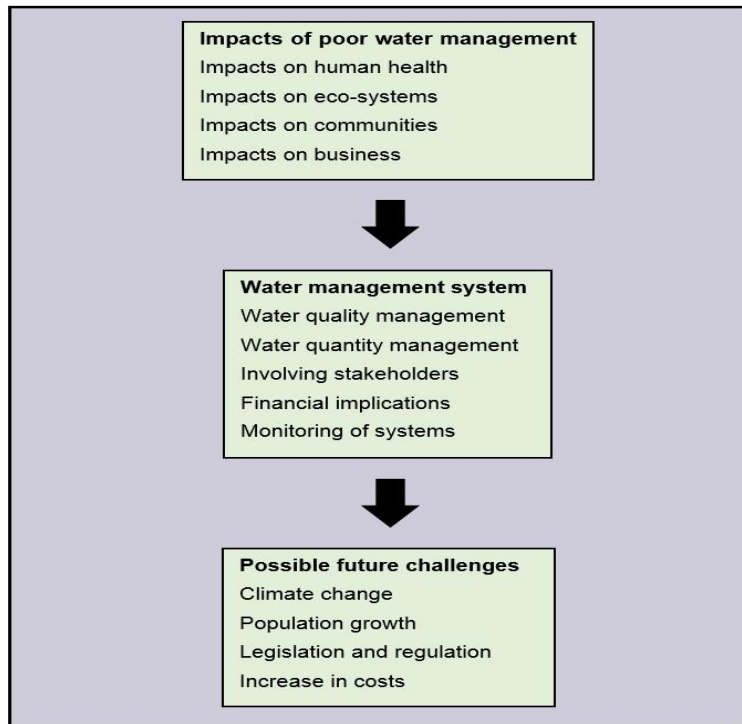 Impacts of poor water management
Impacts on human health
Impacts on eco-systems
Impacts on communities
Impacts on business
Water management system
Water quality management
Water quantity management
Involving stakeholders
Financial implications
Monitoring of systems
Possible future challenges
Climate change
Population growth
Legislation and regulation
Increase in costs